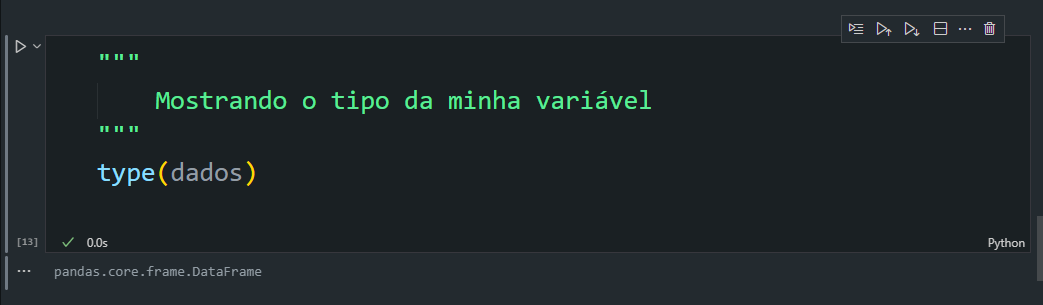 """
Mostrando o tipo da minha variável
"""
type(dados)
[13]
0.0s
Python
pandas.core.frame.DataFrame